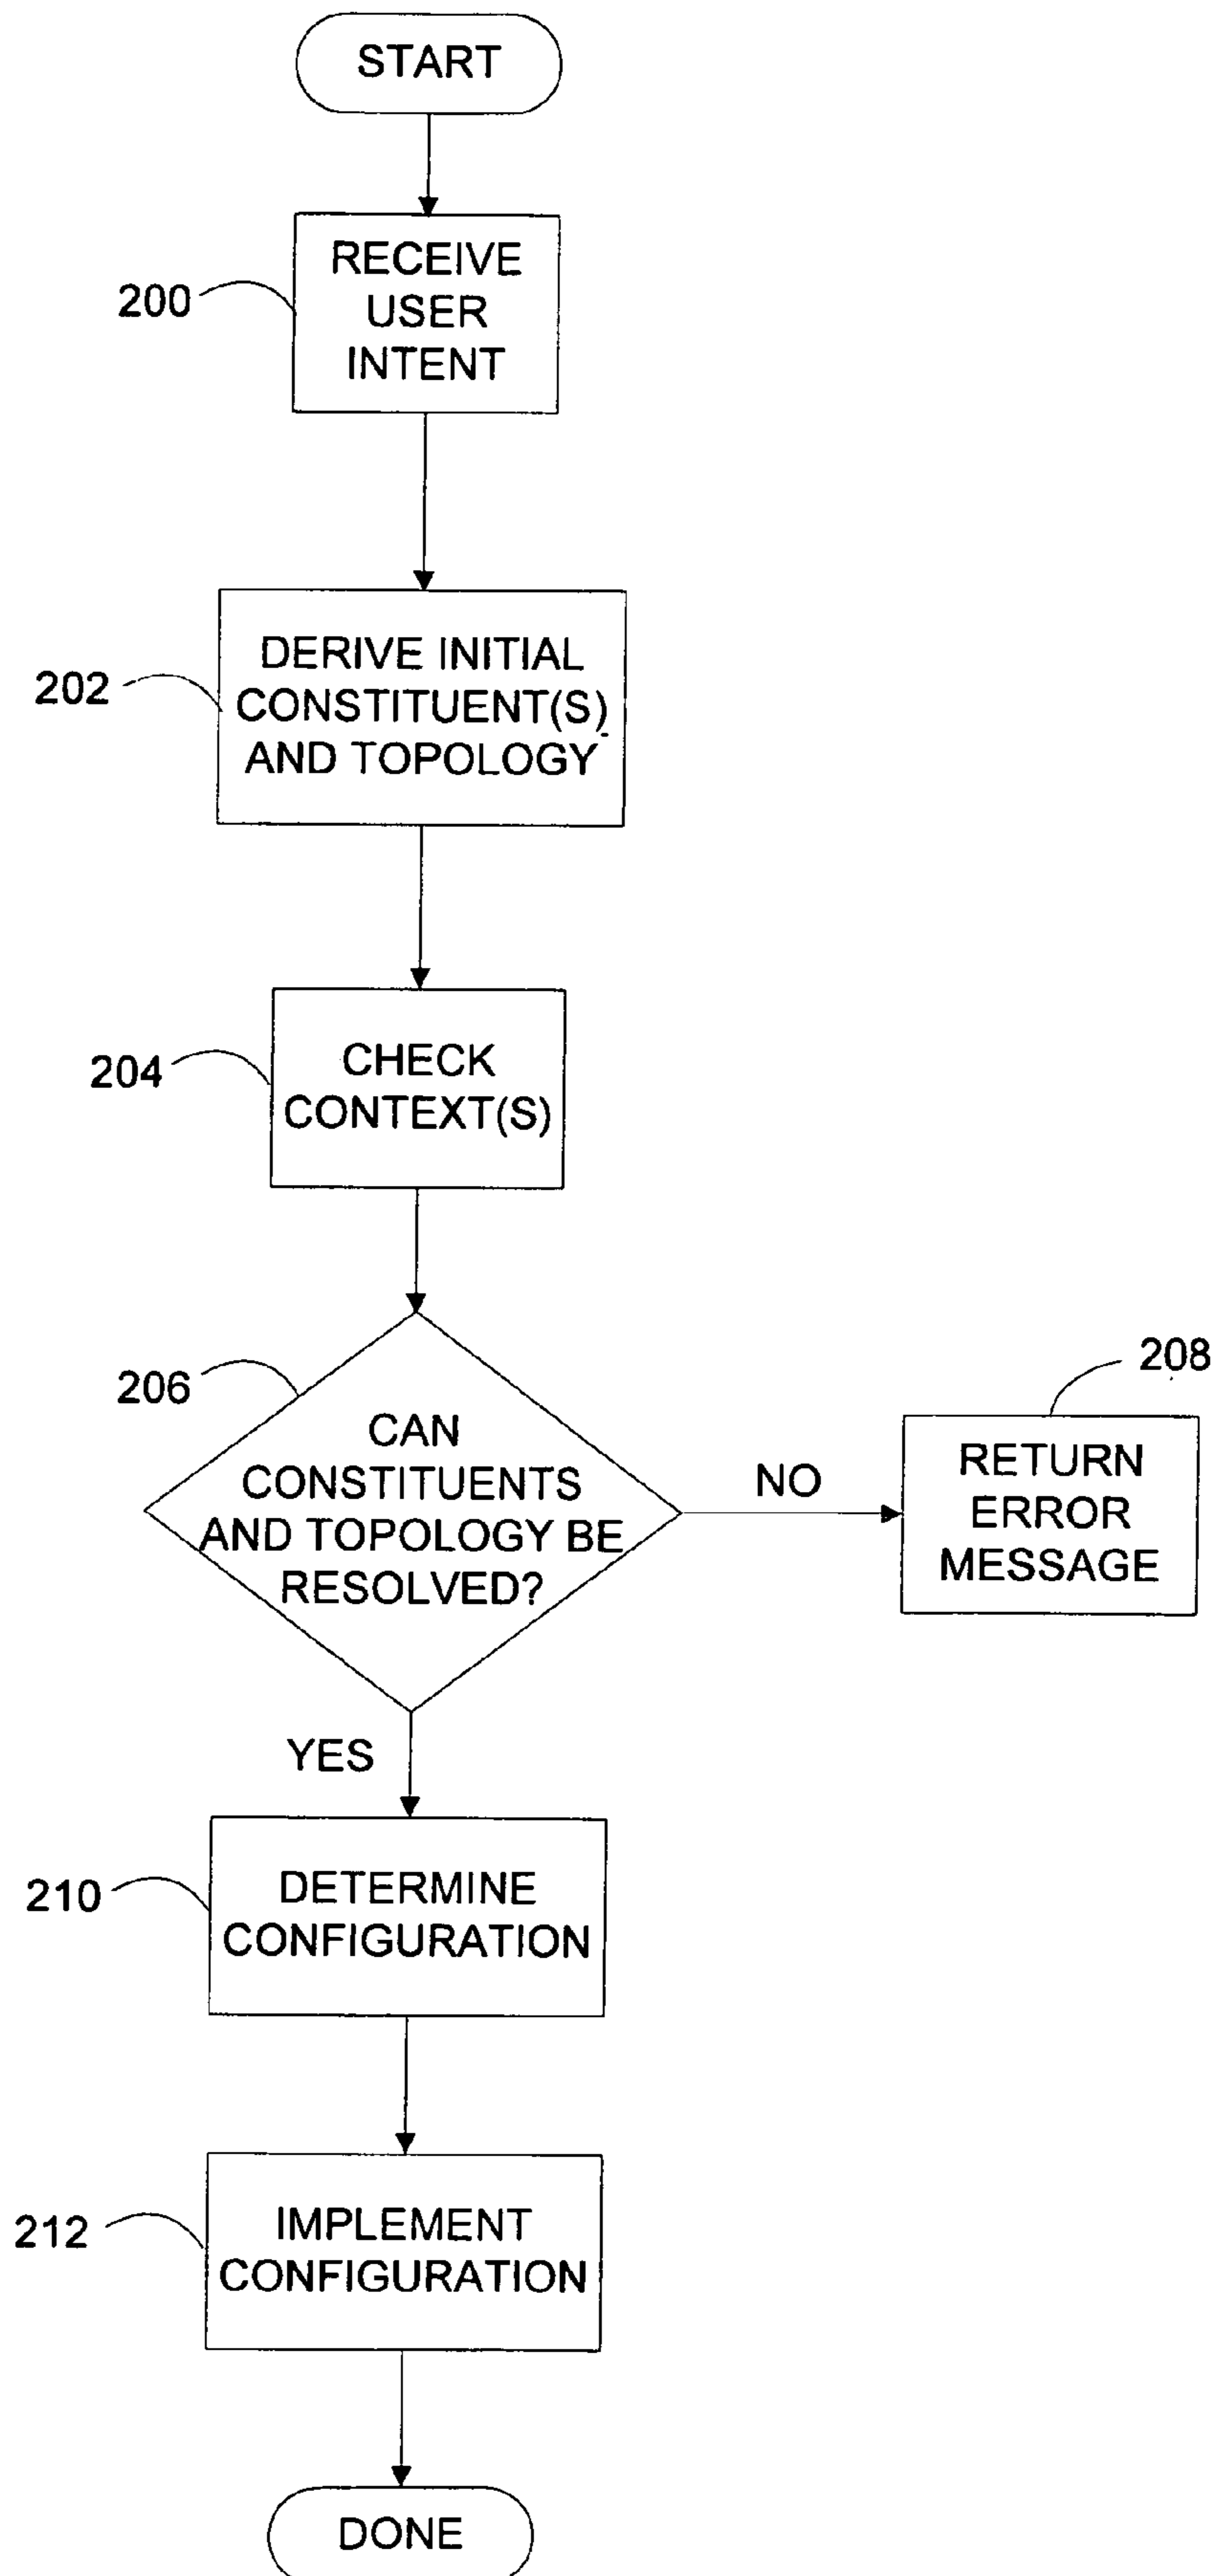 START
RECEIVE
USER
INTENT
200
DERIVE INITIAL
CONSTITUENT(S)
AND TOPOLOGY
202
CHECK
CONTEXT(S)
204
CAN
CONSTITUENTS
AND TOPOLOGY BE
RESOLVED?
206
NO
208
RETURN
ERROR
MESSAGE
YES
DETERMINE
CONFIGURATION
210
IMPLEMENT
CONFIGURATION
212
DONE